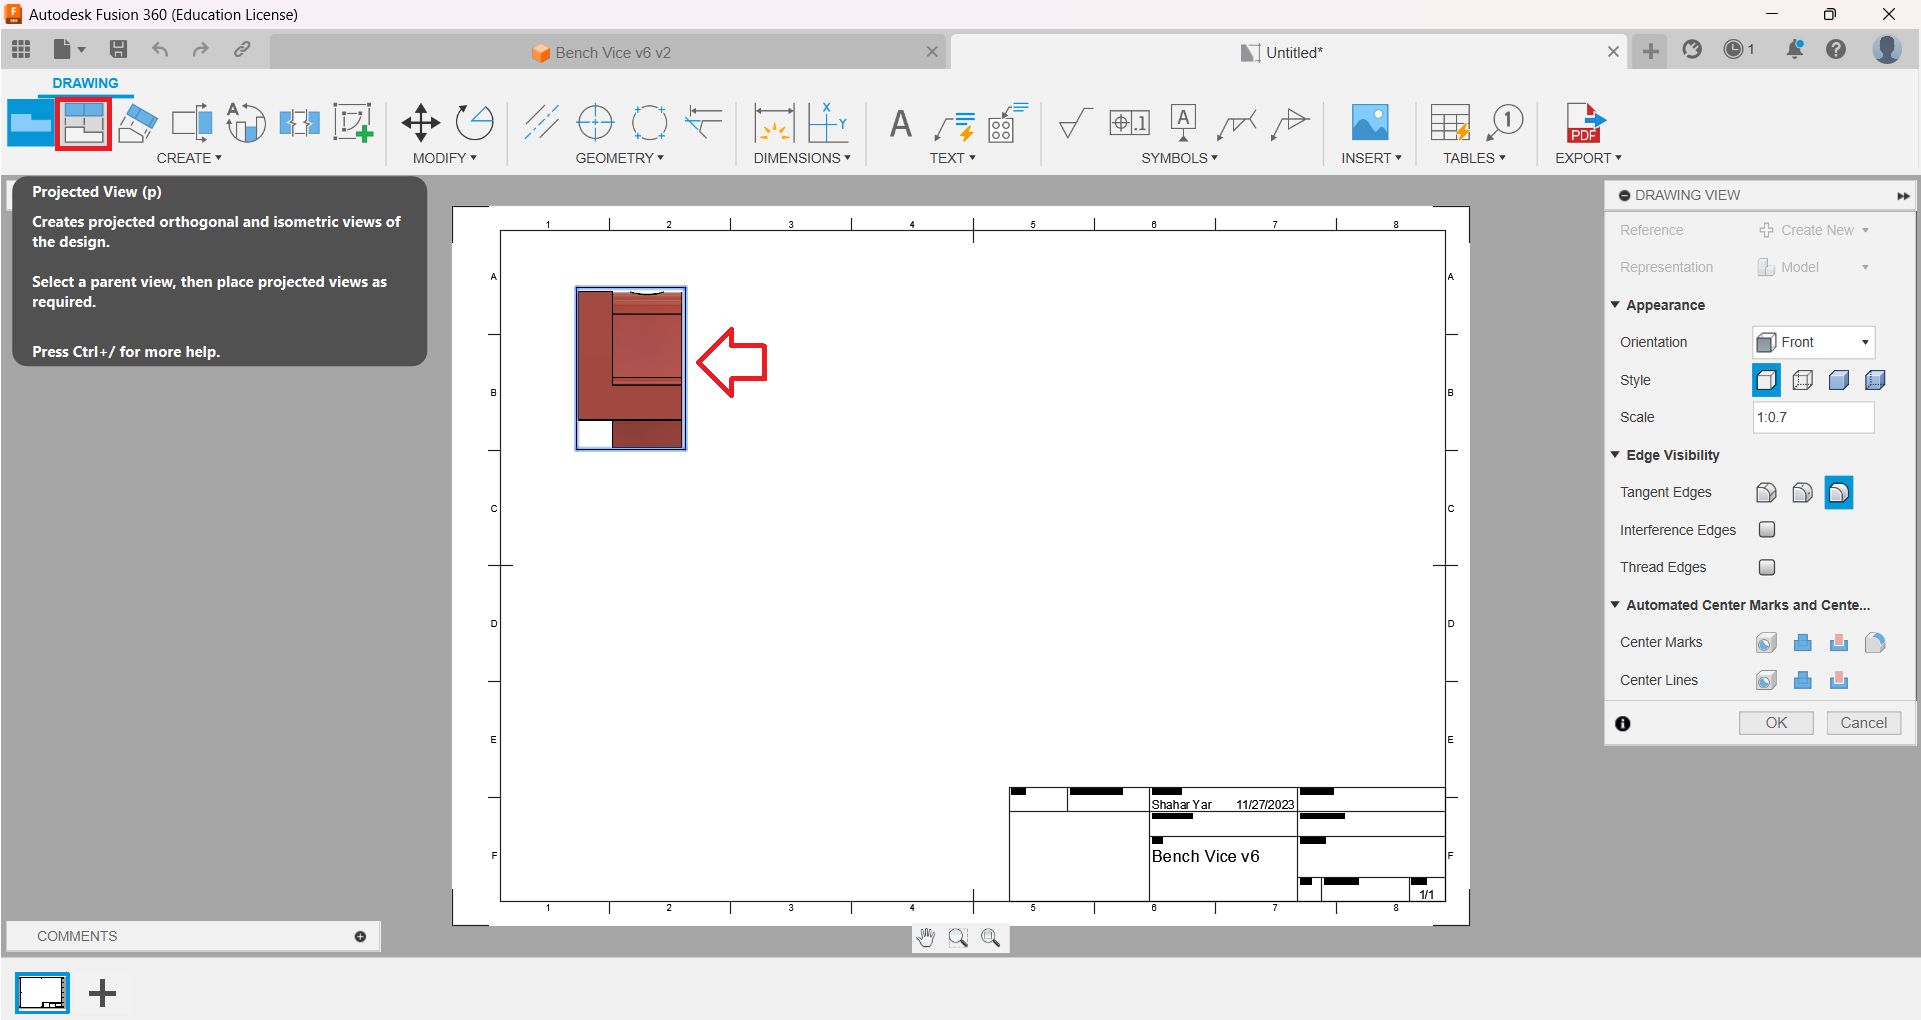 Autodesk Fusion 360 (Education License)
1
Bench Vice v6 v2
Untitled*
DRAWING
CREATE
MODIFY
GEOMETRY
DIMENSIONS
TEXT
SYMBOLS
INSERT
TABLES
EXPORT
A
X
Y
A
.1
A
1
PDF
Projected View (p)
Creates projected orthogonal and isometric views of
the design.
Select a parent view, then place projected views as
required.
Press Ctrl+/ for more help.
1 2 3 4 5 6 7 8
A A
B B
C C
D D
E E
F F
1 2 3 4 5 6 7 8
Shahar Yar 11/27/2023
Bench Vice v6
1/1
DRAWING VIEW
Reference Create New
Representation Model
Appearance
Orientation Front
Style
Scale 1:0.7
Edge Visibility
Tangent Edges
Interference Edges
Thread Edges
Automated Center Marks and Cente...
Center Marks
Center Lines
OK Cancel
COMMENTS